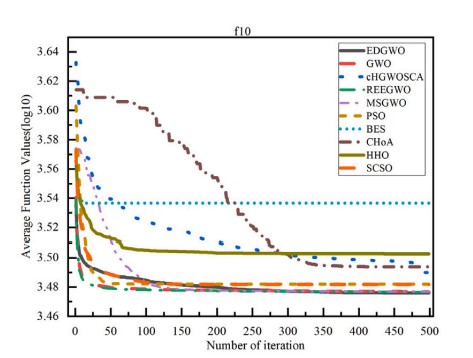 f10
3.64
3.62
3.60
3.58
3.56
3.54
3.52
3.50
3.48
3.46
Average Function Values(log10)
EDGWO
GWO
cHGWOSCA
REEGWO
MSGWO
PSO
BES
CHoA
HHO
SCSO
0 50 100 150 200 250 300 350 400 450 500
Number of iteration